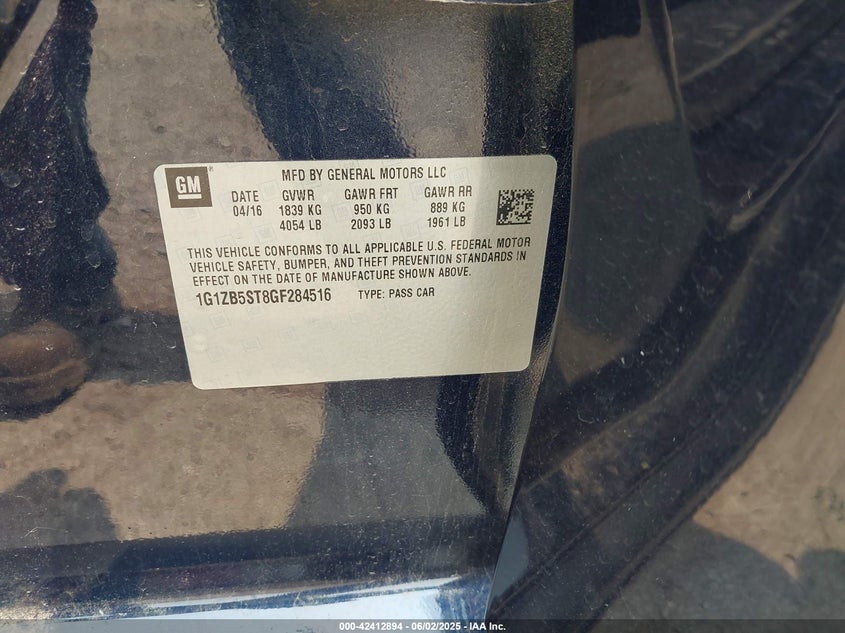 GM
MFD BY GENERAL MOTORS LLC
DATE GVWR GAWR FRT GAWR RR
04/16 1839 KG 950 KG 889 KG
4054 LB 2093 LB 1961 LB
THIS VEHICLE CONFORMS TO ALL APPLICABLE U.S. FEDERAL MOTOR
VEHICLE SAFETY, BUMPER, AND THEFT PREVENTION STANDARDS IN
EFFECT ON THE DATE OF MANUFACTURE SHOWN ABOVE.
1G1ZB5ST8GF284516 TYPE: PASS CAR
000-42412894 - 06/02/2025 - IAA Inc.